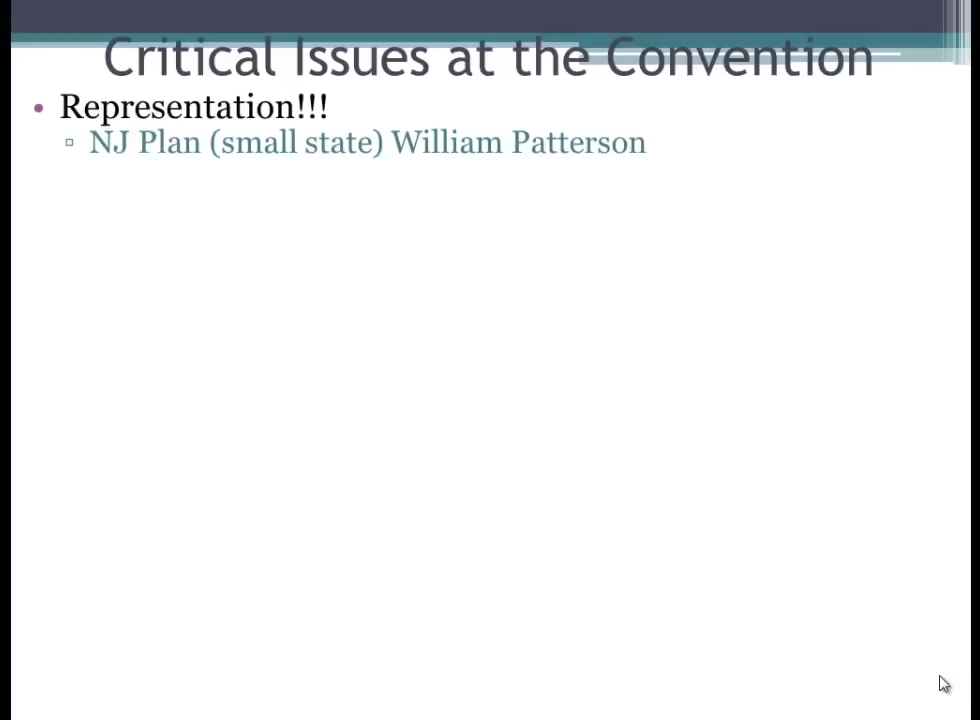 Critical Issues at the Convention
• Representation!!!
▫ NJ Plan (small state) William Patterson